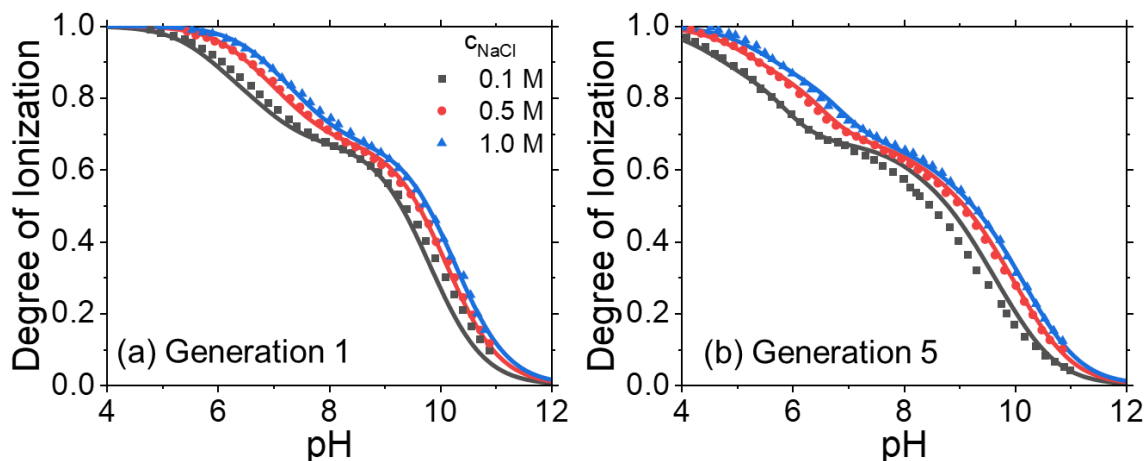 1.0
0.8
0.6
0.4
0.2
0.0
Degree of Ionization
4 6 8 10 12
pH
cNaCl
0.1 M
0.5 M
1.0 M
(a) Generation 1
1.0
0.8
0.6
0.4
0.2
0.0
Degree of Ionization
4 6 8 10 12
pH
(b) Generation 5